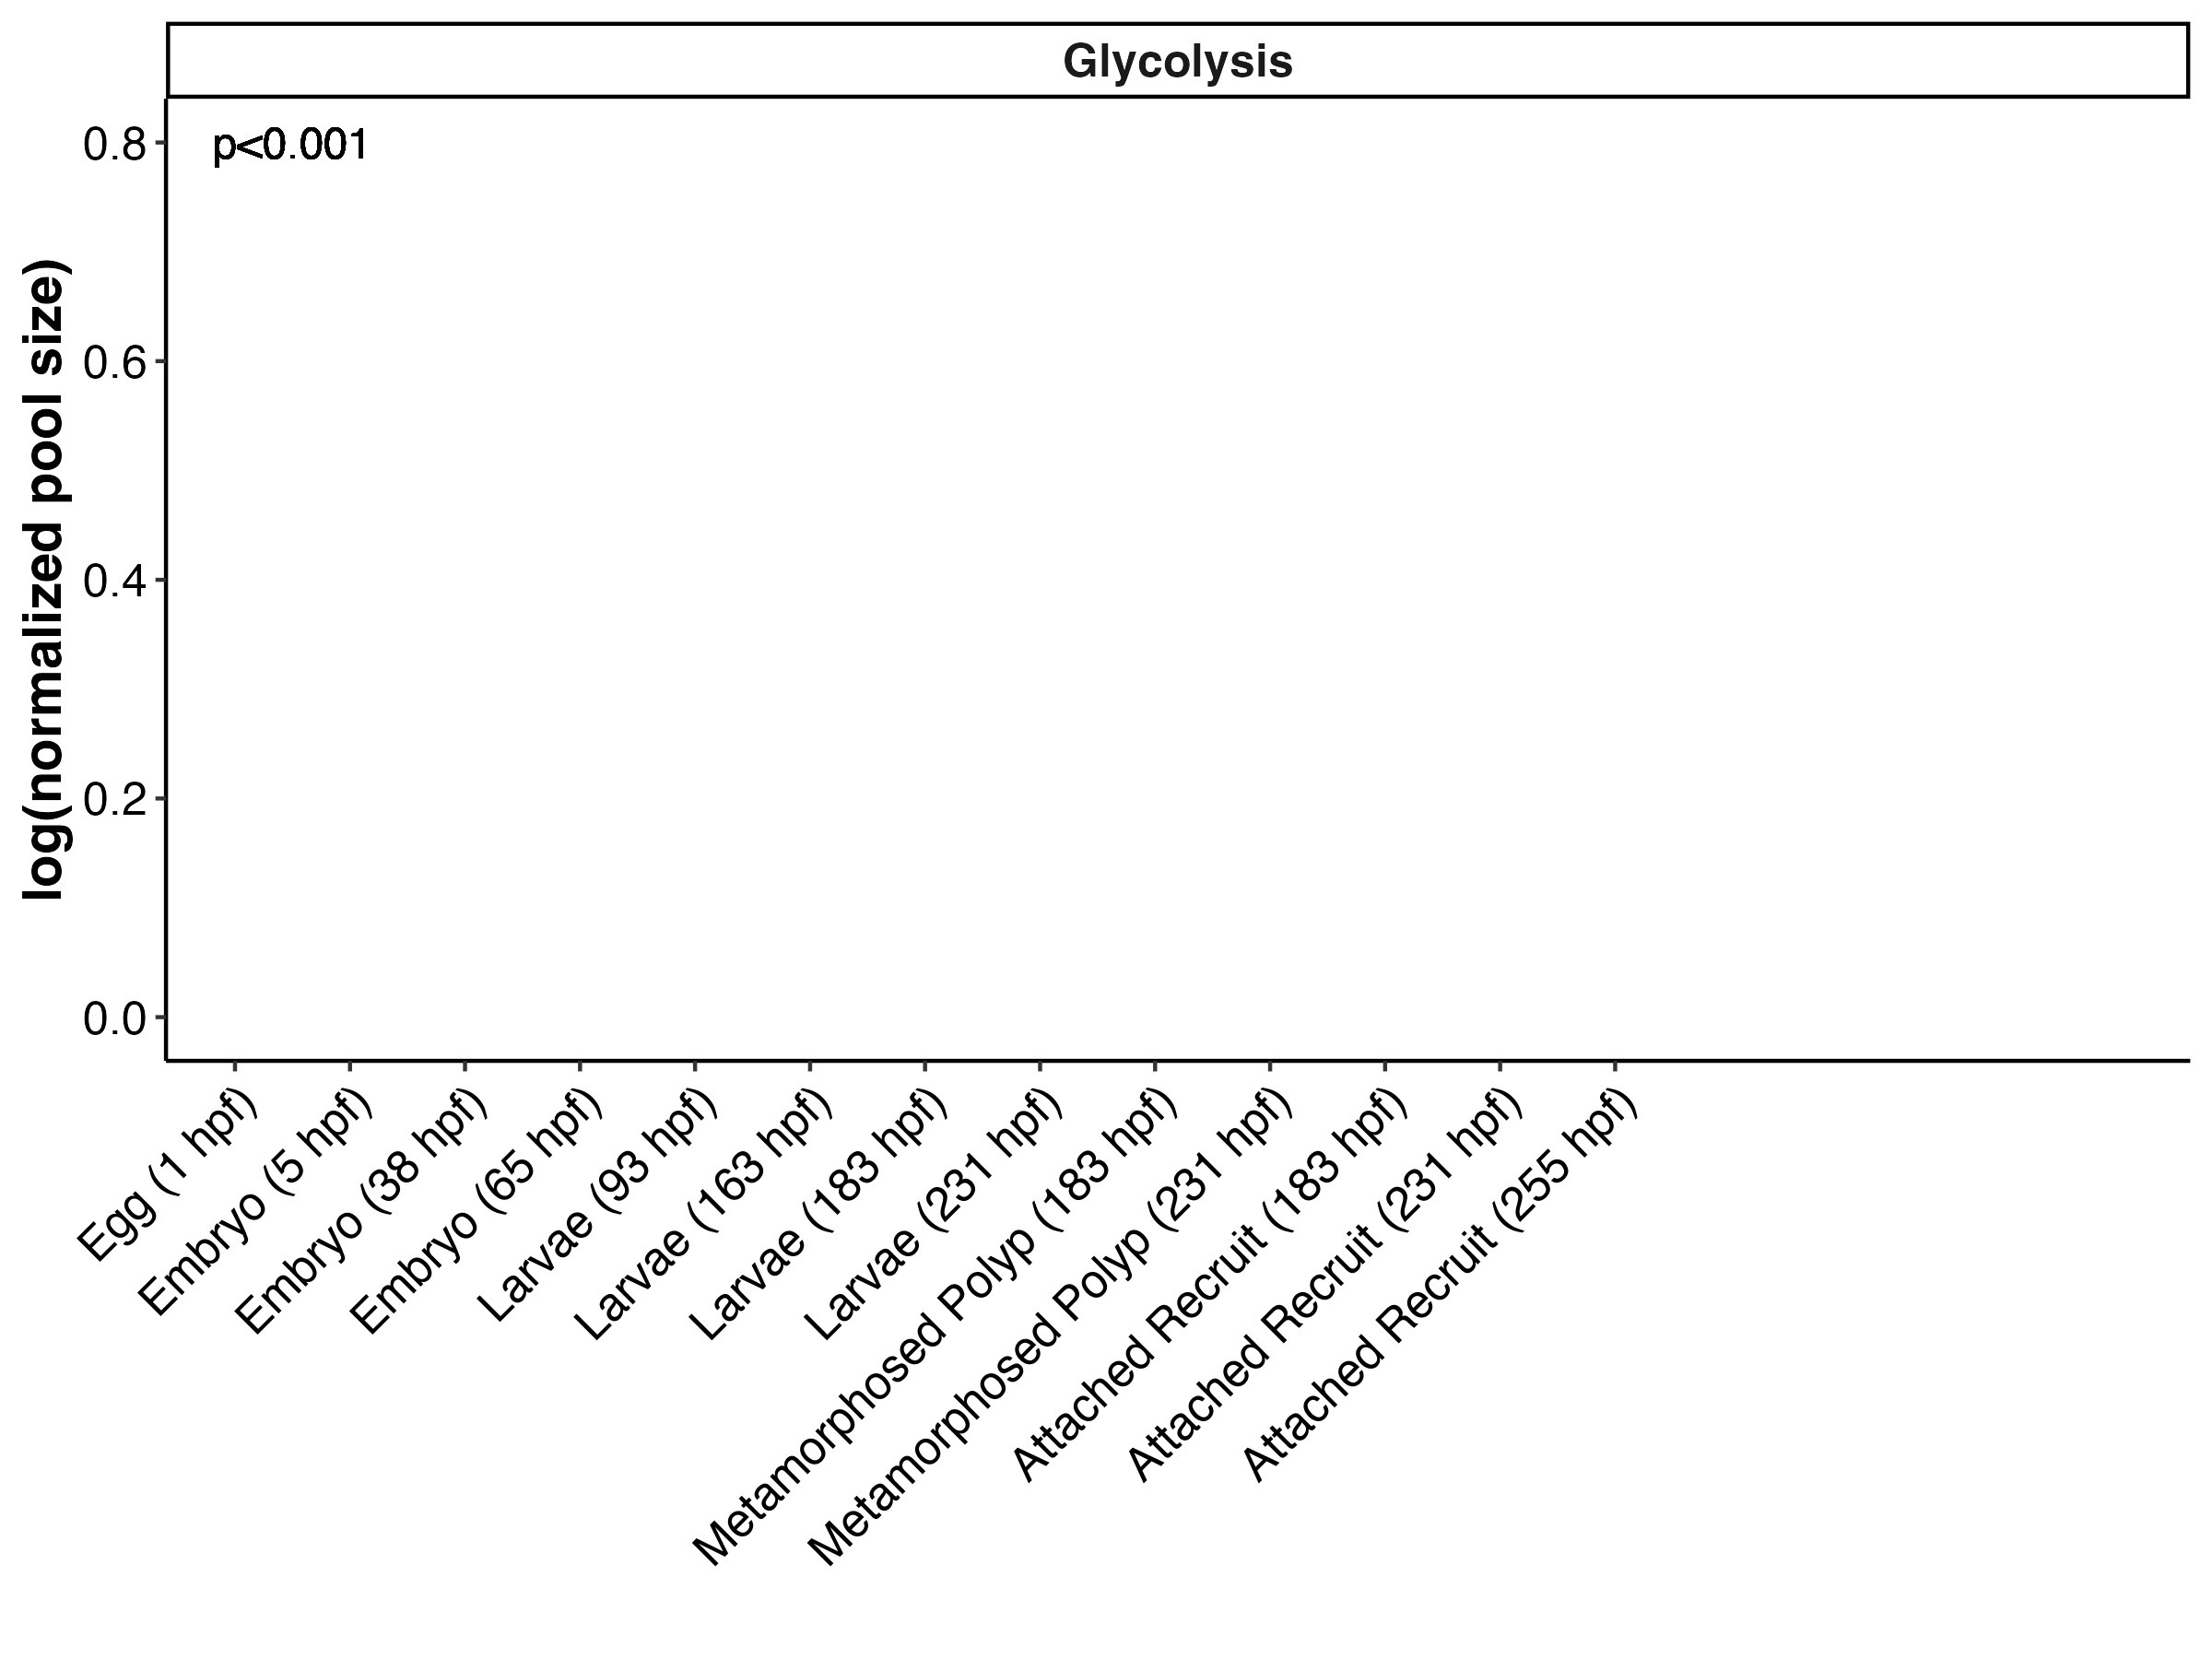 Glycolysis
p<0.001
log(normalized pool size)
0.8
0.6
0.4
0.2
0.0
Egg (1 hpf)
Embryo (5 hpf)
Embryo (38 hpf)
Embryo (65 hpf)
Larvae (93 hpf)
Larvae (163 hpf)
Larvae (183 hpf)
Larvae (231 hpf)
Metamorphosed Polyp (183 hpf)
Metamorphosed Polyp (231 hpf)
Attached Recruit (183 hpf)
Attached Recruit (231 hpf)
Attached Recruit (255 hpf)